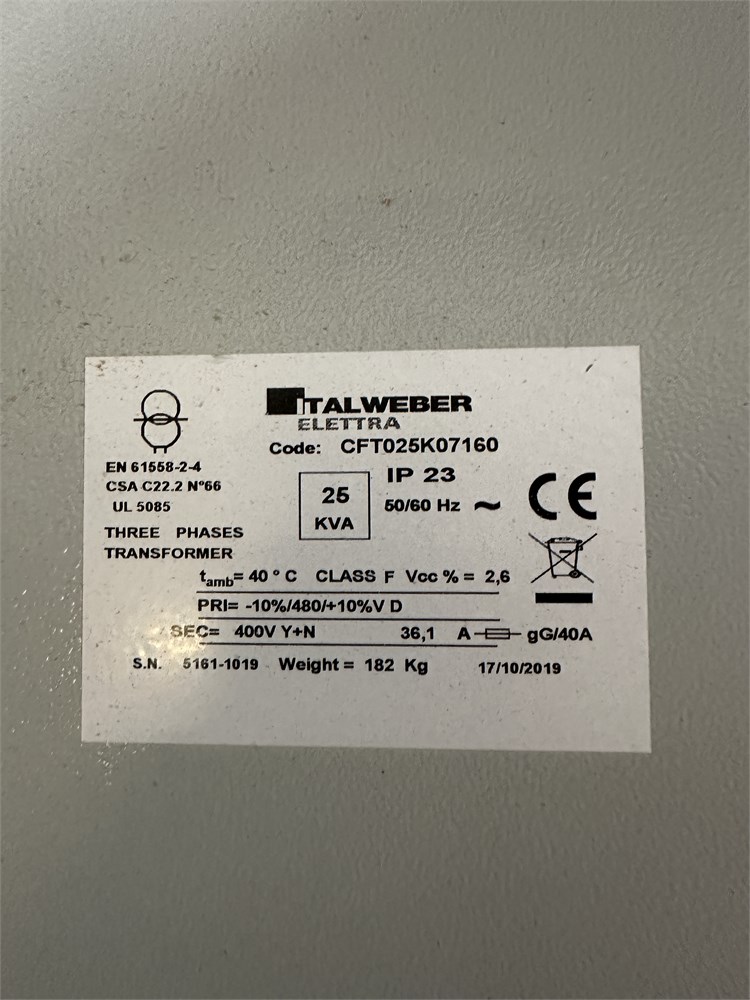 ITALWEBER
ELETTRA
Code: CFT025K07160
EN 61558-2-4
CSA C22.2 N°66
UL 5085
25
KVA
IP 23
50/60 Hz ~
CE
THREE PHASES
TRANSFORMER
tamb= 40 ° C CLASS F Vcc % = 2,6
PRI= -10%/480/+10%V D
SEC= 400V Y+N 36,1 A gG/40A
S.N. 5161-1019 Weight = 182 Kg 17/10/2019